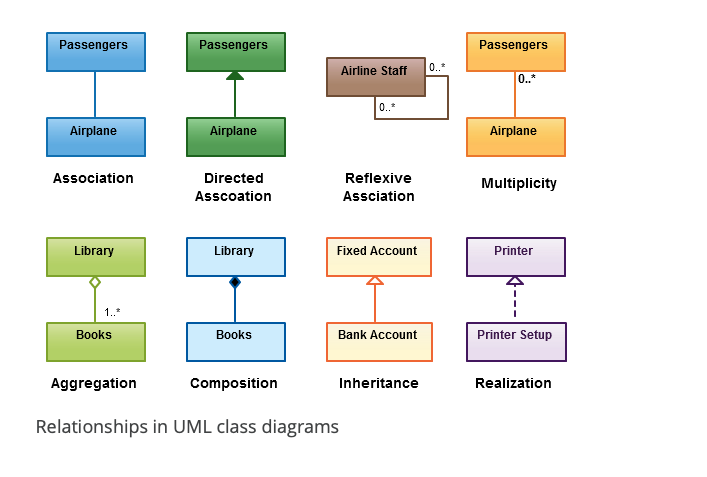 Passengers
Passengers
Airline Staff
0..*
0..*
Passengers
0..*
Airplane
Airplane
Airplane
Association
Directed
Asscoation
Reflexive
Assciation
Multiplicity
Library
Library
Fixed Account
Printer
1..*
Books
Books
Bank Account
Printer Setup
Aggregation
Composition
Inheritance
Realization
Relationships in UML class diagrams